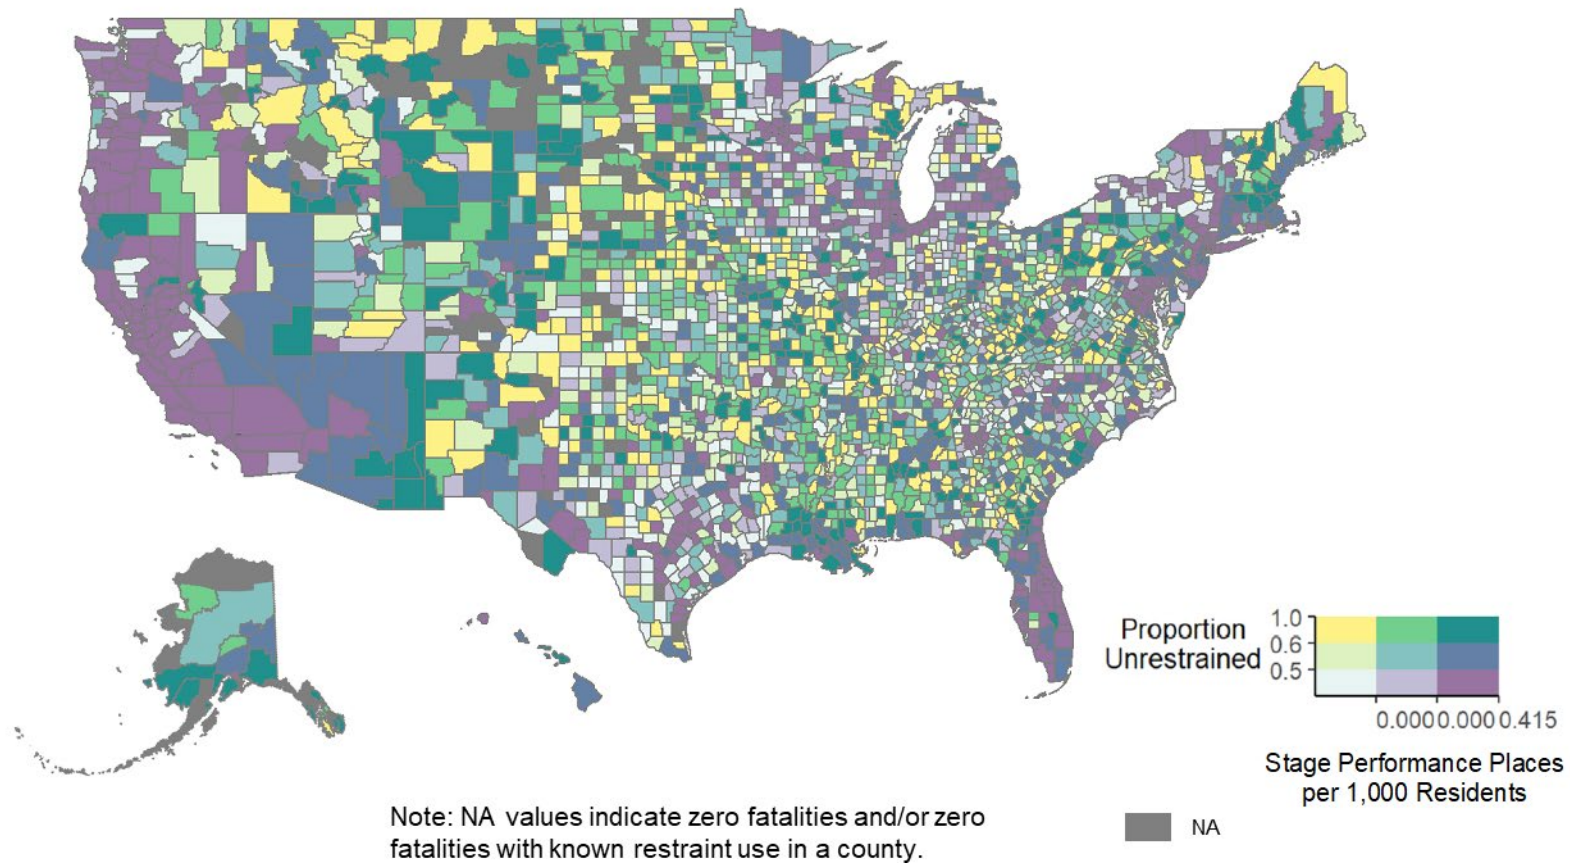 Proportion
Unrestrained
1.0
0.6
0.5
0.000 0.000 0.415
Stage Performance Places
per 1,000 Residents
Note: NA values indicate zero fatalities and/or zero
fatalities with known restraint use in a county.
NA